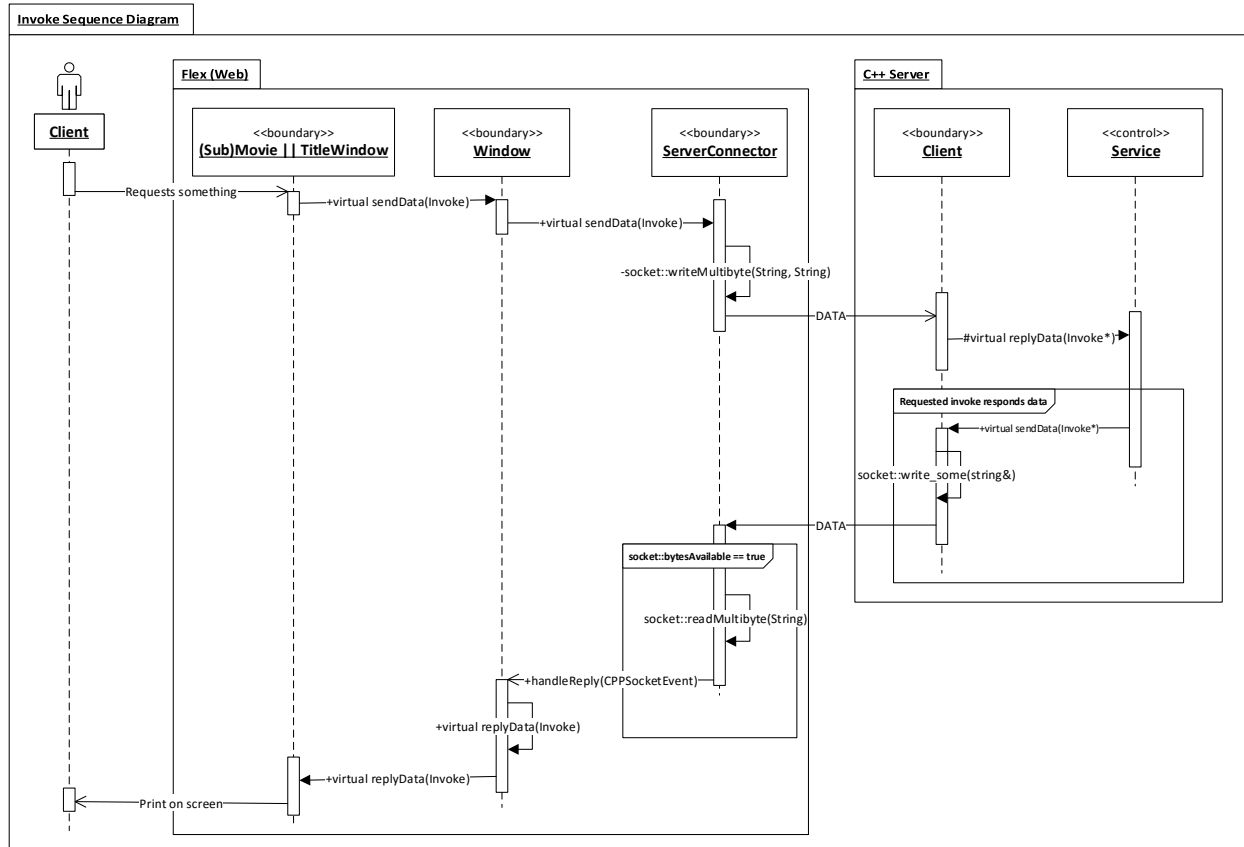 Invoke Sequence Diagram
Flex (Web)
C++ Server
Client
<<boundary>>
(Sub)Movie || TitleWindow
<<boundary>>
Window
<<boundary>>
ServerConnector
<<boundary>>
Client
<<control>>
Service
Requests something
+virtual sendData(Invoke)
+virtual sendData(Invoke)
-socket::writeMultibyte(String, String)
DATA
#virtual replyData(Invoke*)
Requested invoke responds data
+virtual sendData(Invoke*)
socket::write_some(string&)
DATA
socket::bytesAvailable == true
socket::readMultibyte(String)
+handleReply(CPPSocketEvent)
+virtual replyData(Invoke)
+virtual replyData(Invoke)
Print on screen